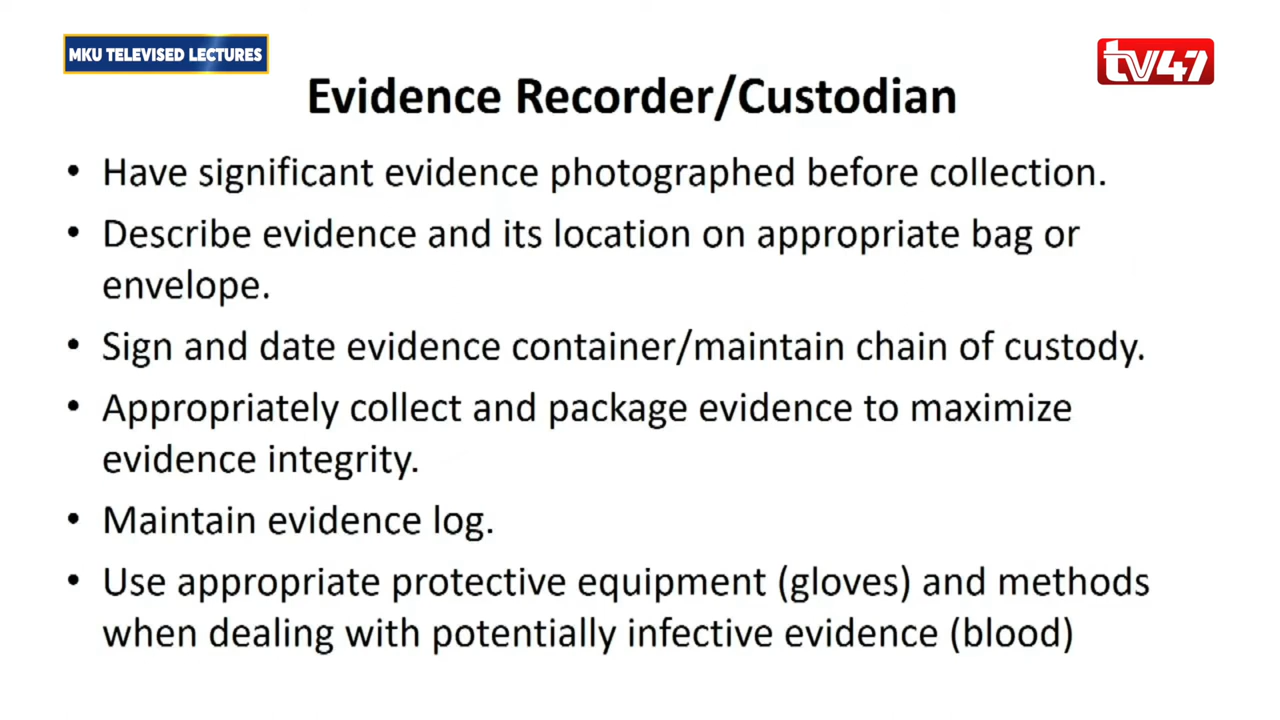 MKU TELEVISED LECTURES
tv47
Evidence Recorder/Custodian
• Have significant evidence photographed before collection.
• Describe evidence and its location on appropriate bag or
envelope.
• Sign and date evidence container/maintain chain of custody.
• Appropriately collect and package evidence to maximize
evidence integrity.
• Maintain evidence log.
• Use appropriate protective equipment (gloves) and methods
when dealing with potentially infective evidence (blood)